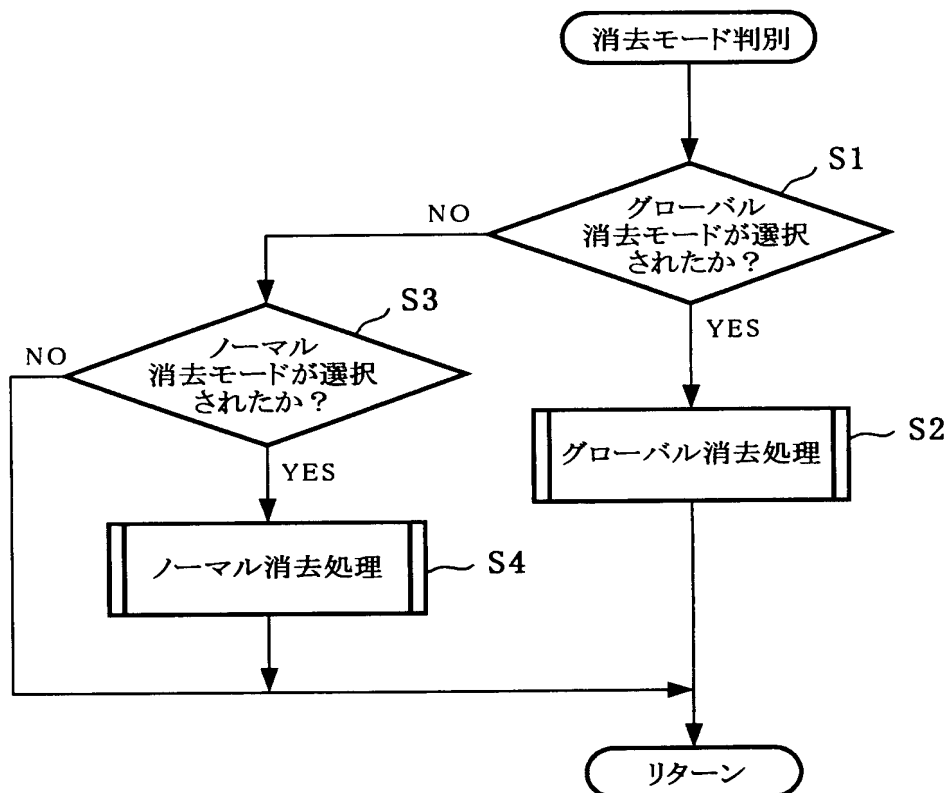 消去モード判別
S1
グローバル
消去モードが選択
されたか？
NO
YES
S3
ノーマル
消去モードが選択
されたか？
NO
YES
S2
グローバル消去処理
S4
ノーマル消去処理
リターン